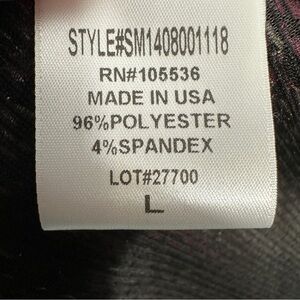 STYLE#SM1408001118
RN#105536
MADE IN USA
96%POLYESTER
4%SPANDEX
LOT#27700
L